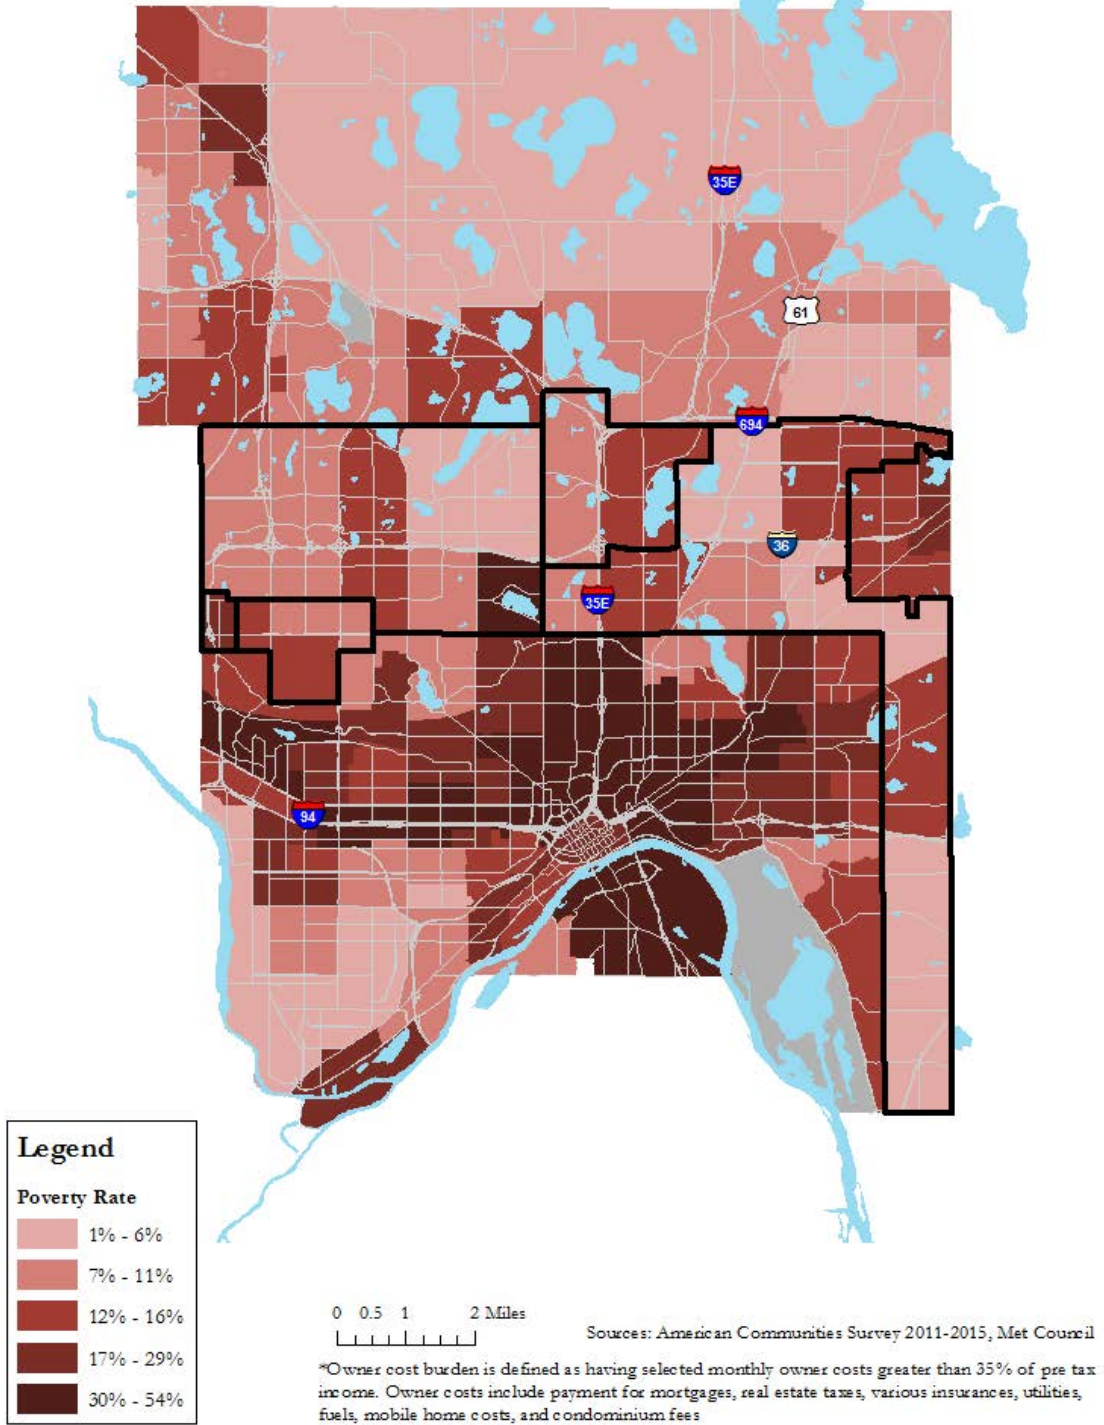 35E
61
694
36
35E
94
Legend
Poverty Rate
1% - 6%
7% - 11%
12% - 16%
17% - 29%
30% - 54%
0 0.5 1 2 Miles
Sources: American Communities Survey 2011-2015, Met Council
*Owner cost burden is defined as having selected monthly owner costs greater than 35% of pre tax
income. Owner costs include payment for mortgages, real estate taxes, various insurances, utilities,
fuels, mobile home costs, and condominium fees